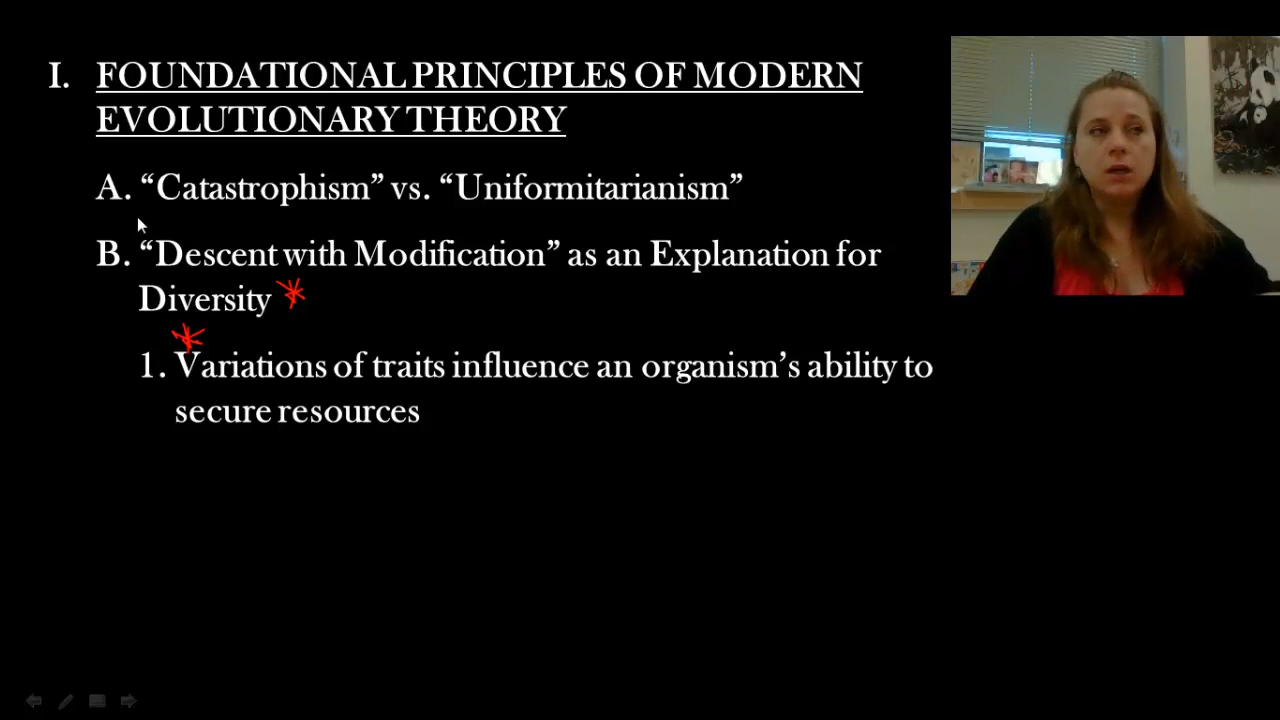 I. FOUNDATIONAL PRINCIPLES OF MODERN
EVOLUTIONARY THEORY
A. “Catastrophism” vs. “Uniformitarianism”
B. “Descent with Modification” as an Explanation for
Diversity
1. Variations of traits influence an organism’s ability to
secure resources